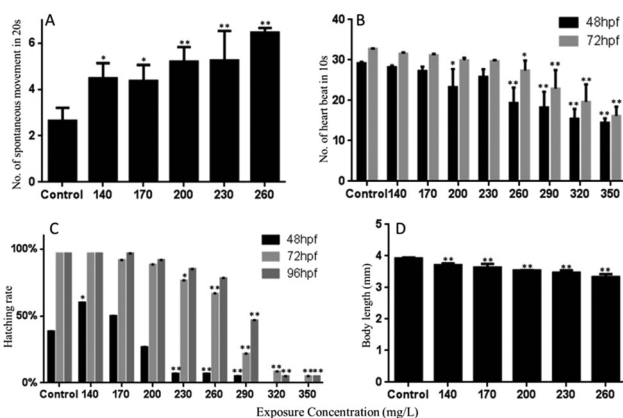 A
No. of spontaneous movement in 20s
6
4
2
0
* * ** ** **
Control 140 170 200 230 260
B
48hpf
72hpf
No. of heart beat in 10s
40
30
20
10
0
* ** * ** ** ** ** ** **
Control 140 170 200 230 260 290 320 350
C
48hpf
72hpf
96hpf
Hatching rate
100%
50%
0%
* ** * ** ** ** ** ** ** ** **
Control 140 170 200 230 260 290 320 350
D
Body length (mm)
5
4
3
2
1
0
** ** ** ** **
Control 140 170 200 230 260
Exposure Concentration (mg/L)